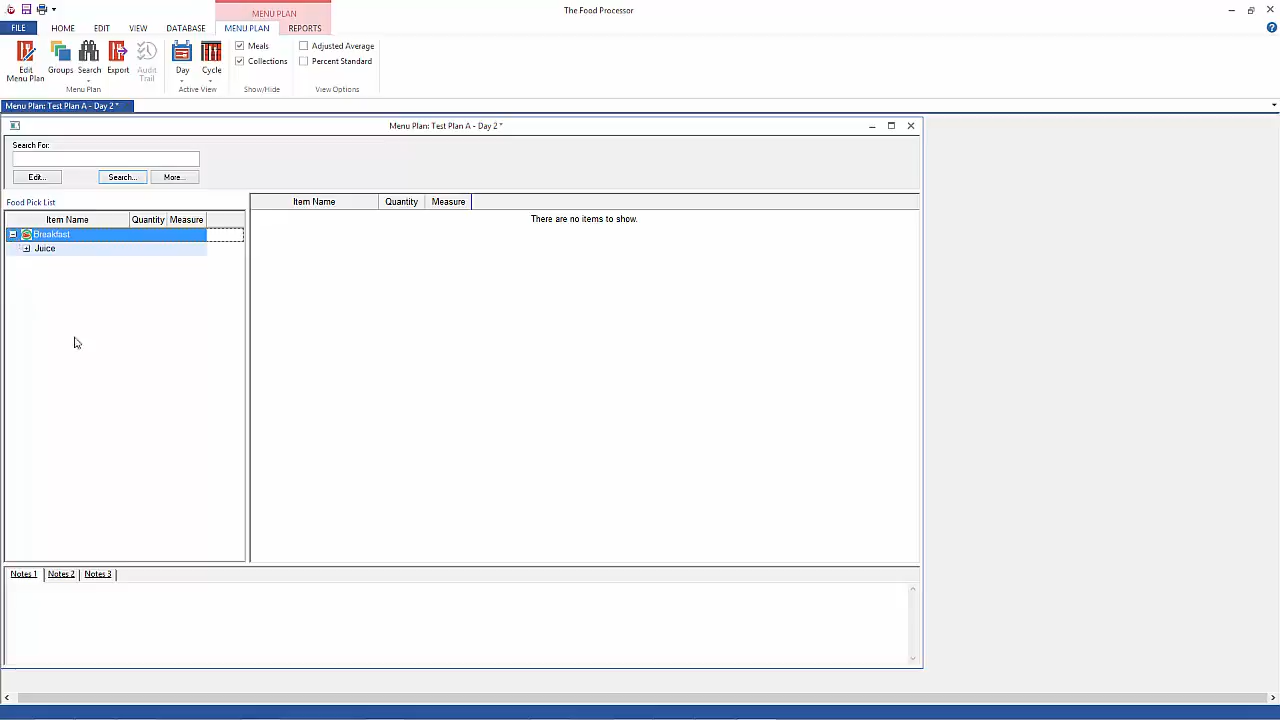 MENU PLAN
The Food Processor
FILE HOME EDIT VIEW DATABASE MENU PLAN REPORTS
Edit Menu Plan
Groups
Search
Export
Audit Trail
Day
Cycle
Meals
Collections
Adjusted Average
Percent Standard
Menu Plan
Active View
Show/Hide
View Options
Menu Plan: Test Plan A - Day 2 *
Menu Plan: Test Plan A - Day 2 *
Search For:
Edit... Search... More...
Food Pick List
Item Name Quantity Measure
Breakfast
Juice
Item Name Quantity Measure
There are no items to show.
Notes 1 Notes 2 Notes 3